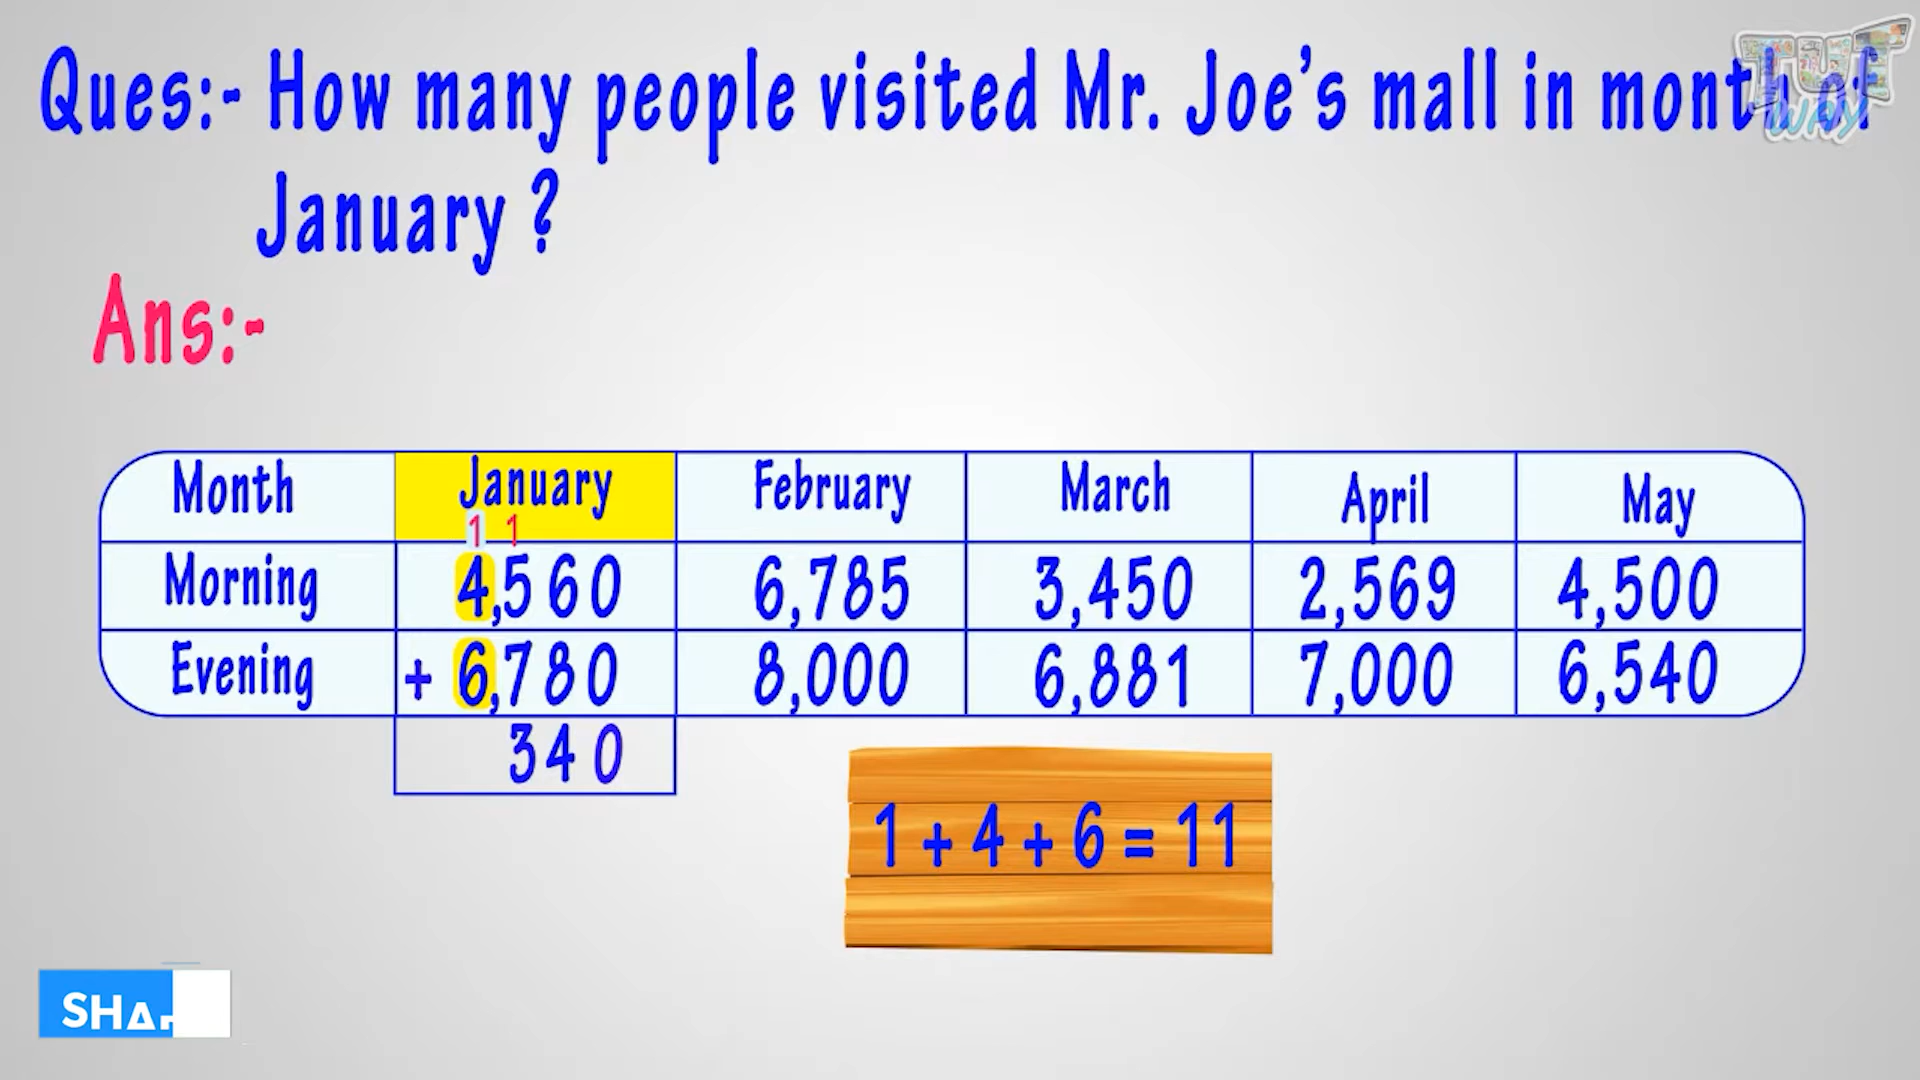 Ques:- How many people visited Mr. Joe's mall in month of
January ?
Ans:-
Month January February March April May
1 1
Morning 4,560 6,785 3,450 2,569 4,500
Evening + 6,780 8,000 6,881 7,000 6,540
340
1 + 4 + 6 = 11
TUT
WAY